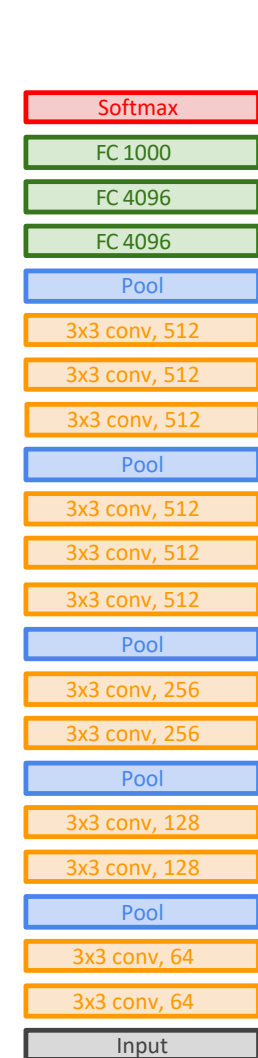 Softmax
FC 1000
FC 4096
FC 4096
Pool
3x3 conv, 512
3x3 conv, 512
3x3 conv, 512
Pool
3x3 conv, 512
3x3 conv, 512
3x3 conv, 512
Pool
3x3 conv, 256
3x3 conv, 256
Pool
3x3 conv, 128
3x3 conv, 128
Pool
3x3 conv, 64
3x3 conv, 64
Input